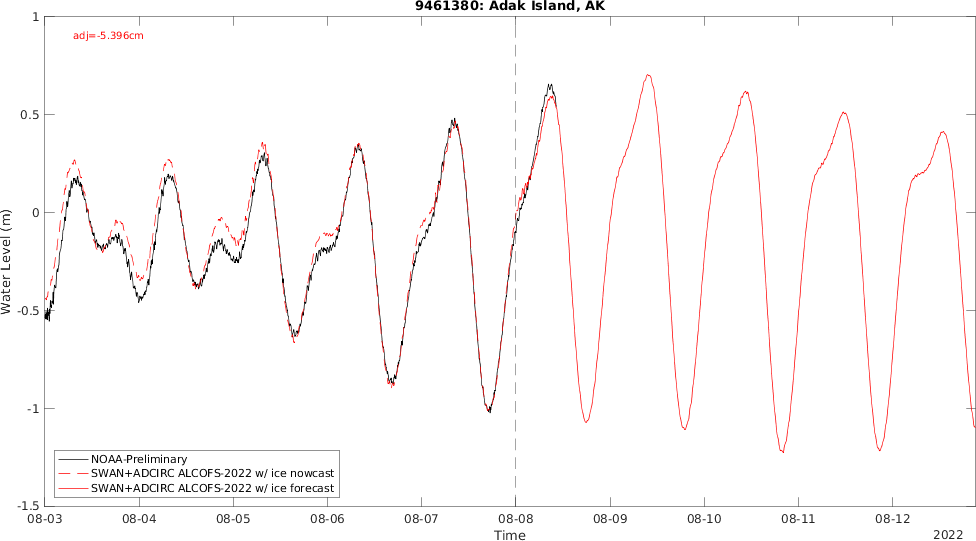 9461380: Adak Island, AK
adj=-5.396cm
Water Level (m)
1
0.5
0
-0.5
-1
-1.5
NOAA-Preliminary
SWAN+ADCIRC ALCOFS-2022 w/ ice nowcast
SWAN+ADCIRC ALCOFS-2022 w/ ice forecast
08-03 08-04 08-05 08-06 08-07 08-08 08-09 08-10 08-11 08-12
Time
2022